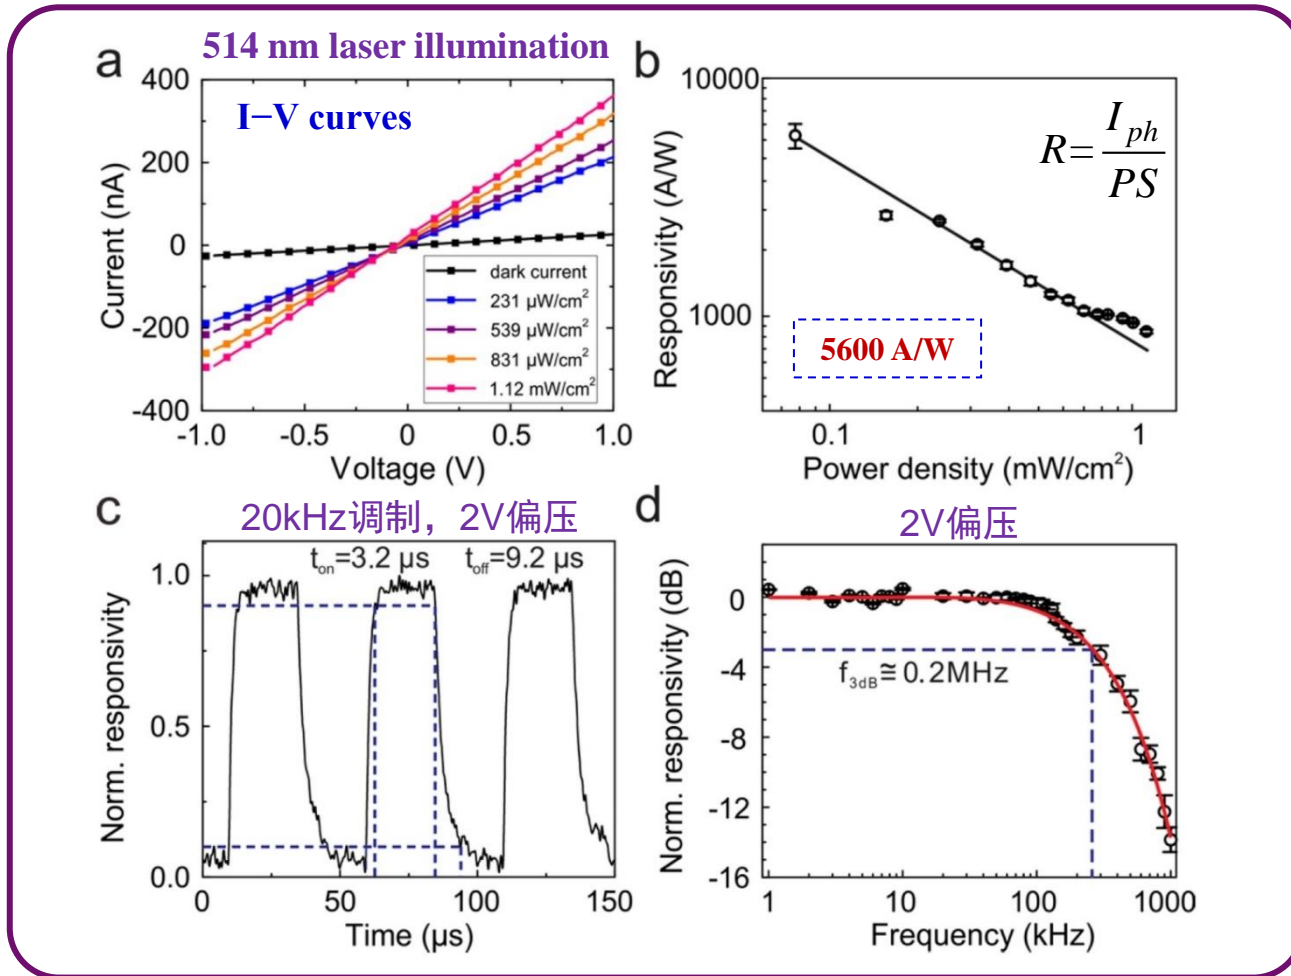 514 nm laser illumination
a
I−V curves
400
200
0
-200
-400
-1.0
-0.5
0
0.5
1.0
Current (nA)
Voltage (V)
dark current
231 μW/cm²
539 μW/cm²
831 μW/cm²
1.12 mW/cm²
b
10000
1000
0.1
1
Responsivity (A/W)
Power density (mW/cm²)
R = I_ph / PS
5600 A/W
c
20kHz调制，2V偏压
t_on=3.2 μs
t_off=9.2 μs
1.0
0.5
0.0
0
50
100
150
Norm. responsivity
Time (μs)
d
2V偏压
0
-4
-8
-12
-16
1
10
100
1000
f_3dB≅0.2MHz
Norm. responsivity (dB)
Frequency (kHz)